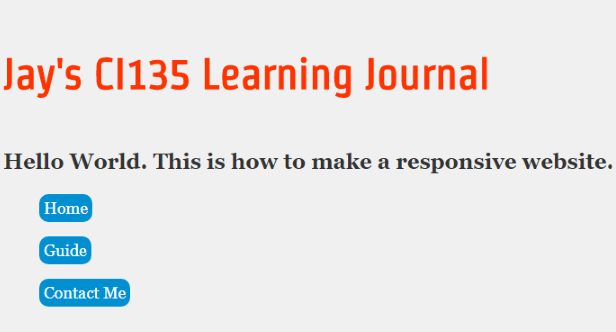 Jay's CI135 Learning Journal
Hello World. This is how to make a responsive website.
Home
Guide
Contact Me